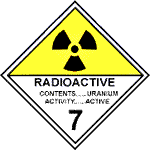 RADIOACTIVE
CONTENTS.....URANIUM
ACTIVITY.....ACTIVE
7